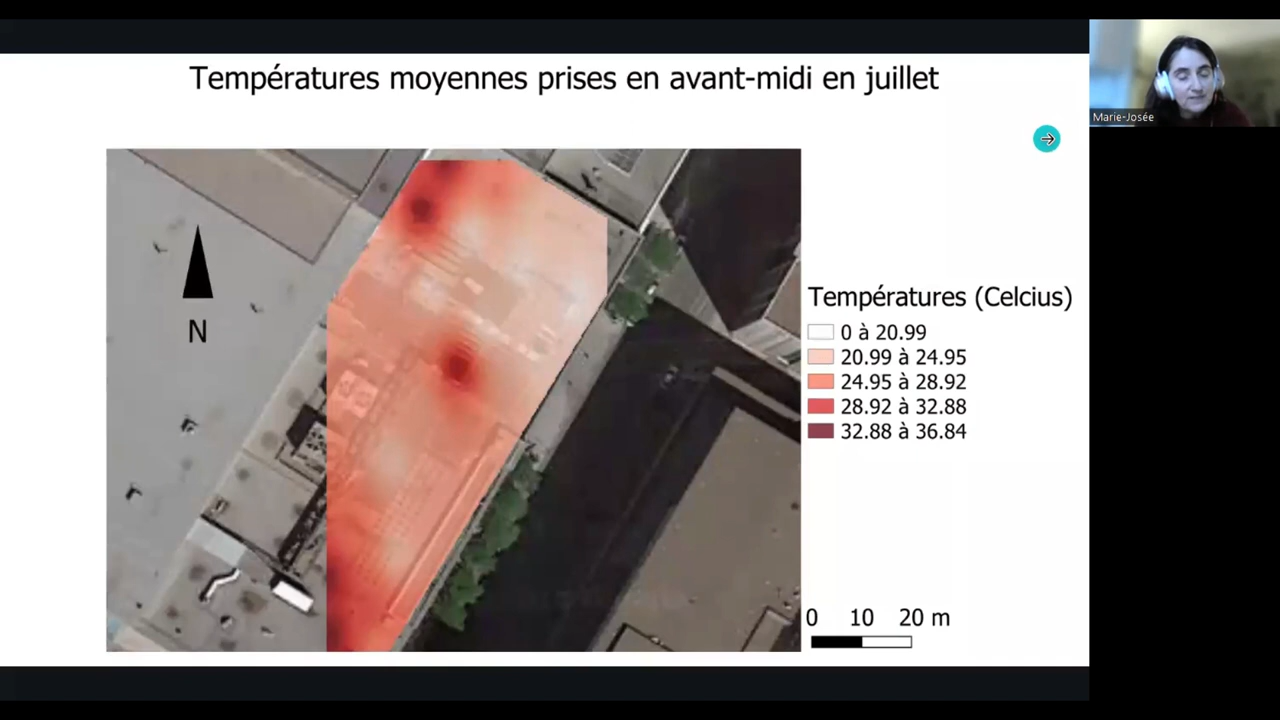 Températures moyennes prises en avant-midi en juillet
Marie-Josée
N
Températures (Celcius)
0 à 20.99
20.99 à 24.95
24.95 à 28.92
28.92 à 32.88
32.88 à 36.84
0 10 20 m